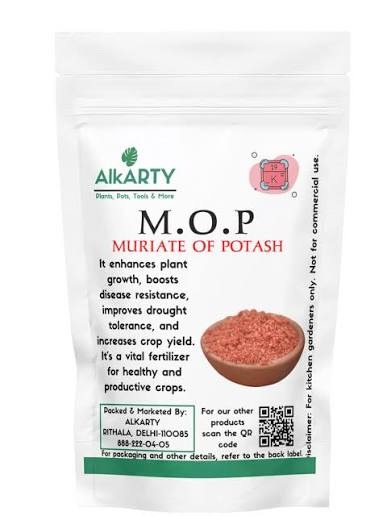 AlkARTY
Plants, Pots, Tools & More
19
K
M.O.P
MURIATE OF POTASH
It enhances plant
growth, boosts
disease resistance,
improves drought
tolerance, and
increases crop yield.
It's a vital fertilizer
for healthy and
productive crops.
Packed & Marketed By:
ALKARTY
RITHALA, DELHI-110085
888-222-04-05
For our other
products
scan the QR
code
For packaging and other details, refer to the back label.
isclaimer: For kitchen gardeners only. Not for commercial use.